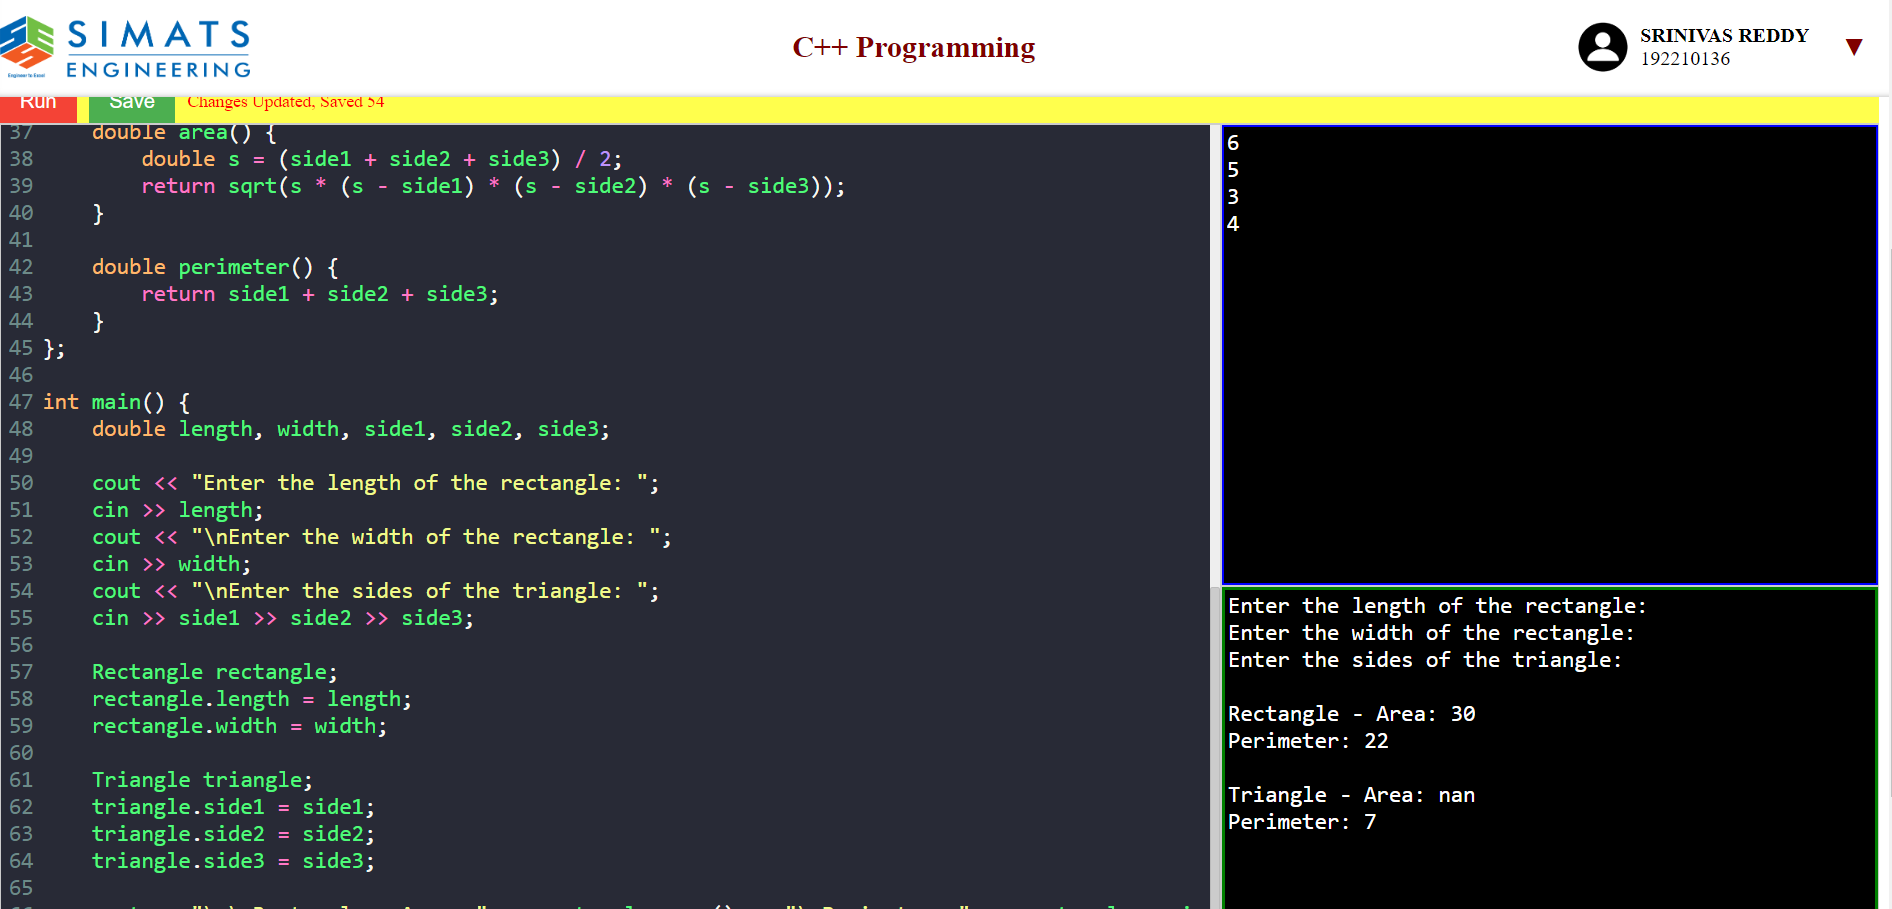 SIMATS
ENGINEERING
Engineer to Excel
C++ Programming
SRINIVAS REDDY
192210136
Run
Save
Changes Updated, Saved 54
37 double area() {
38 double s = (side1 + side2 + side3) / 2;
39 return sqrt(s * (s - side1) * (s - side2) * (s - side3));
40 }
41
42 double perimeter() {
43 return side1 + side2 + side3;
44 }
45 };
46
47 int main() {
48 double length, width, side1, side2, side3;
49
50 cout << "Enter the length of the rectangle: ";
51 cin >> length;
52 cout << "\nEnter the width of the rectangle: ";
53 cin >> width;
54 cout << "\nEnter the sides of the triangle: ";
55 cin >> side1 >> side2 >> side3;
56
57 Rectangle rectangle;
58 rectangle.length = length;
59 rectangle.width = width;
60
61 Triangle triangle;
62 triangle.side1 = side1;
63 triangle.side2 = side2;
64 triangle.side3 = side3;
65
6
5
3
4
Enter the length of the rectangle:
Enter the width of the rectangle:
Enter the sides of the triangle:
Rectangle - Area: 30
Perimeter: 22
Triangle - Area: nan
Perimeter: 7